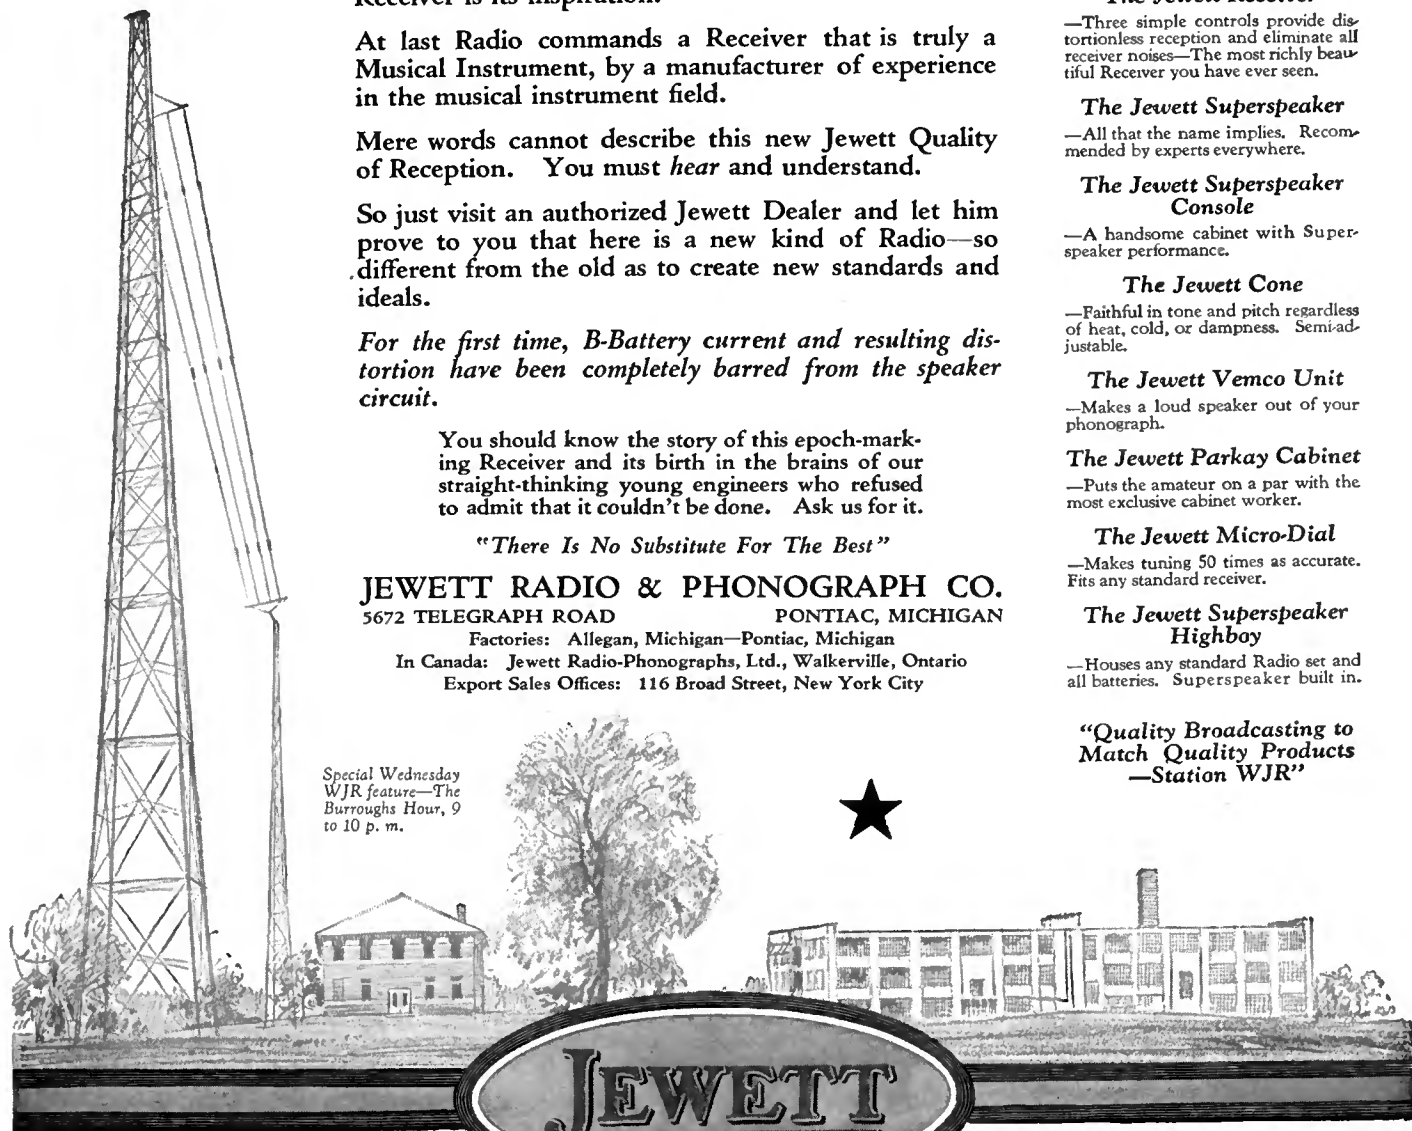 Receiver is its inspiration.
At last Radio commands a Receiver that is truly a
Musical Instrument, by a manufacturer of experience
in the musical instrument field.
Mere words cannot describe this new Jewett Quality
of Reception. You must hear and understand.
So just visit an authorized Jewett Dealer and let him
prove to you that here is a new kind of Radio—so
different from the old as to create new standards and
ideals.
For the first time, B-Battery current and resulting dis-
tortion have been completely barred from the speaker
circuit.
You should know the story of this epoch-mark-
ing Receiver and its birth in the brains of our
straight-thinking young engineers who refused
to admit that it couldn't be done. Ask us for it.
"There Is No Substitute For The Best"
JEWETT RADIO & PHONOGRAPH CO.
5672 TELEGRAPH ROAD PONTIAC, MICHIGAN
Factories: Allegan, Michigan—Pontiac, Michigan
In Canada: Jewett Radio-Phonographs, Ltd., Walkerville, Ontario
Export Sales Offices: 116 Broad Street, New York City
The Jewett Receiver
—Three simple controls provide dis-
tortionless reception and eliminate all
receiver noises—The most richly beau-
tiful Receiver you have ever seen.
The Jewett Superspeaker
—All that the name implies. Recom-
mended by experts everywhere.
The Jewett Superspeaker
Console
—A handsome cabinet with Super-
speaker performance.
The Jewett Cone
—Faithful in tone and pitch regardless
of heat, cold, or dampness. Semi-ad-
justable.
The Jewett Vemco Unit
—Makes a loud speaker out of your
phonograph.
The Jewett Parkay Cabinet
—Puts the amateur on a par with the
most exclusive cabinet worker.
The Jewett Micro-Dial
—Makes tuning 50 times as accurate.
Fits any standard receiver.
The Jewett Superspeaker
Highboy
—Houses any standard Radio set and
all batteries. Superspeaker built in.
"Quality Broadcasting to
Match Quality Products
—Station WJR"
Special Wednesday
WJR feature—The
Burroughs Hour, 9
to 10 p. m.
JEWETT